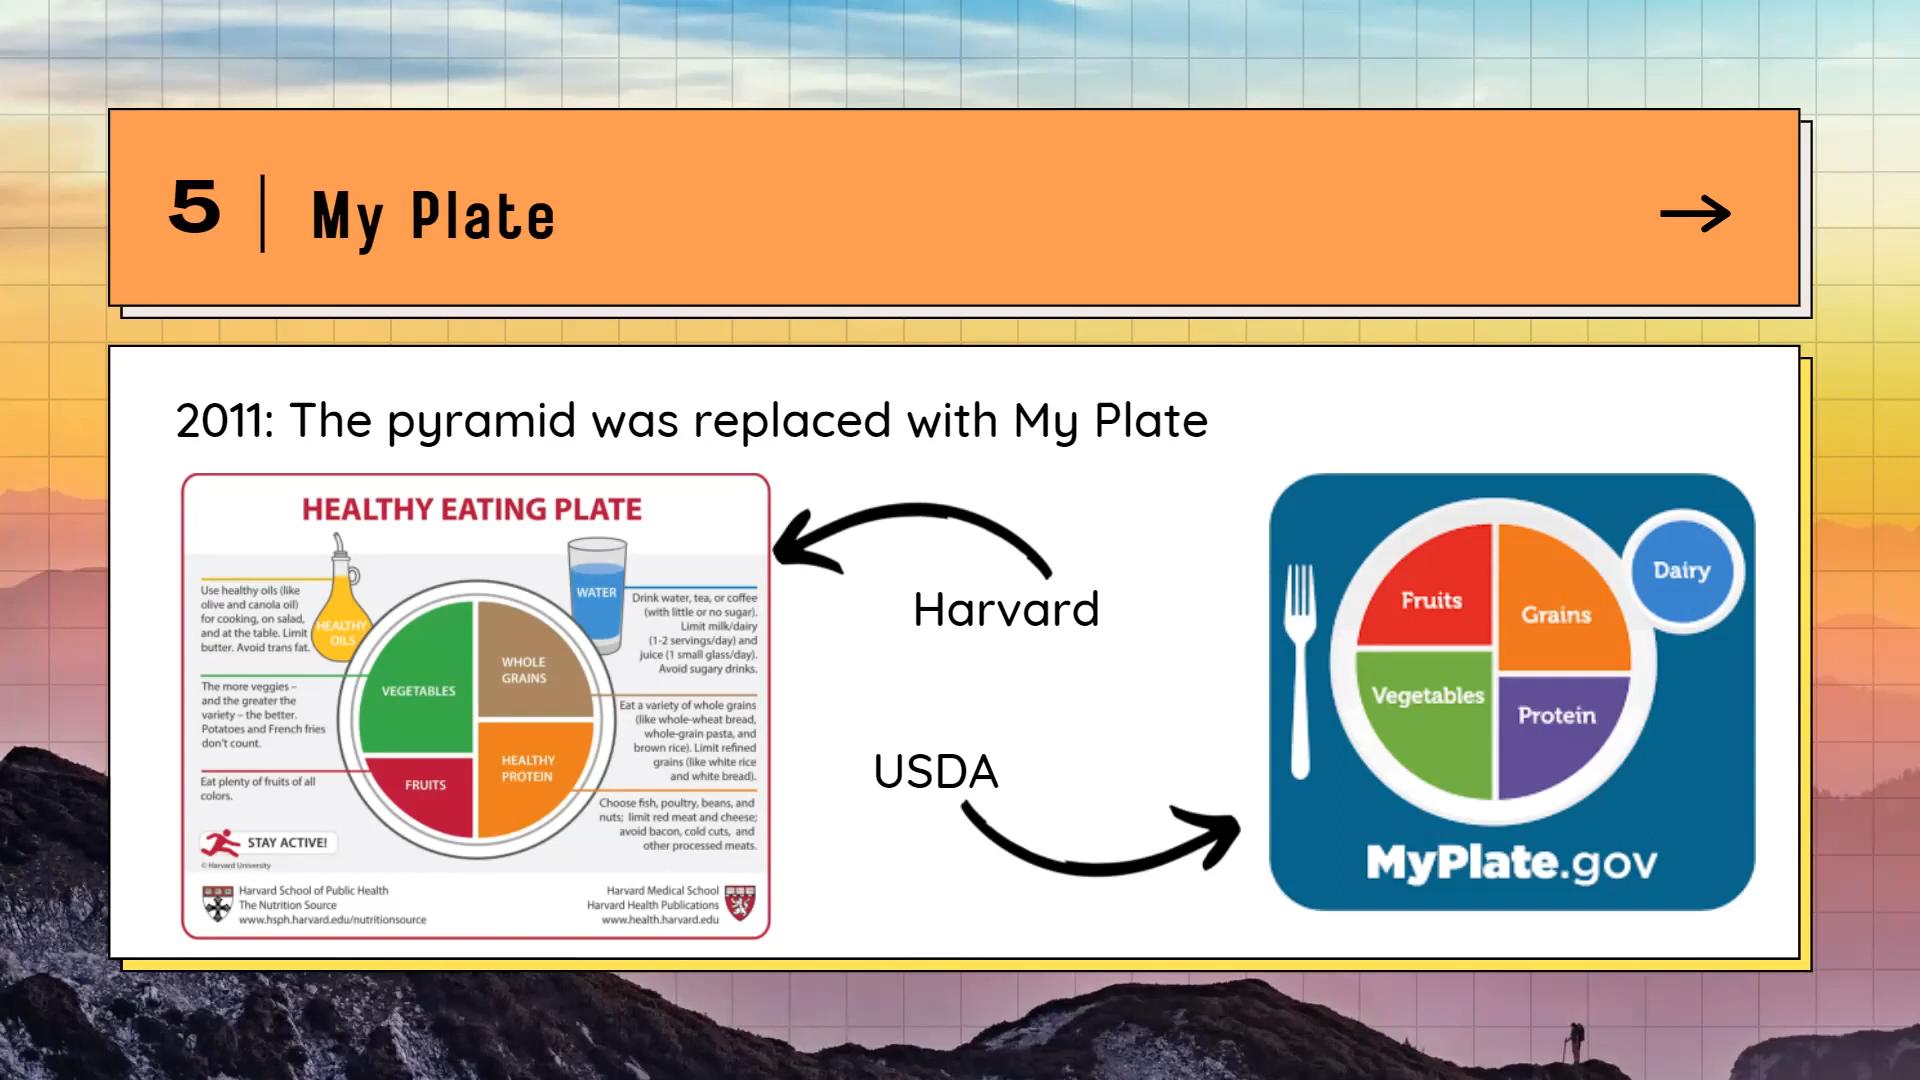 5 | My Plate
2011: The pyramid was replaced with My Plate
HEALTHY EATING PLATE
HEALTHY
OILS
WATER
Use healthy oils (like
olive and canola oil)
for cooking, on salad,
and at the table. Limit
butter. Avoid trans fat.
The more veggies –
and the greater the
variety – the better.
Potatoes and French fries
don't count.
Eat plenty of fruits of all
colors.
VEGETABLES
FRUITS
WHOLE
GRAINS
HEALTHY
PROTEIN
Drink water, tea, or coffee
(with little or no sugar).
Limit milk/dairy
(1-2 servings/day) and
juice (1 small glass/day).
Avoid sugary drinks.
Eat a variety of whole grains
(like whole-wheat bread,
whole-grain pasta, and
brown rice). Limit refined
grains (like white rice
and white bread).
Choose fish, poultry, beans, and
nuts; limit red meat and cheese;
avoid bacon, cold cuts, and
other processed meats.
STAY ACTIVE!
© Harvard University
Harvard School of Public Health
The Nutrition Source
www.hsph.harvard.edu/nutritionsource
Harvard Medical School
Harvard Health Publications
www.health.harvard.edu
Harvard
USDA
Fruits
Grains
Dairy
Vegetables
Protein
MyPlate.gov